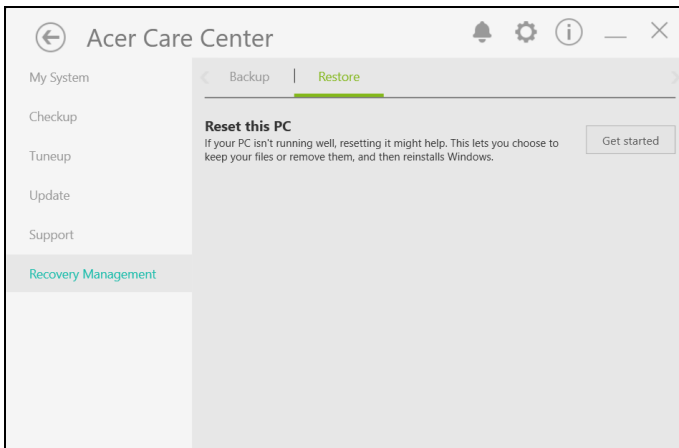 Acer Care Center
My System
Checkup
Tuneup
Update
Support
Recovery Management
Backup
Restore
Reset this PC
If your PC isn't running well, resetting it might help. This lets you choose to
keep your files or remove them, and then reinstalls Windows.
Get started